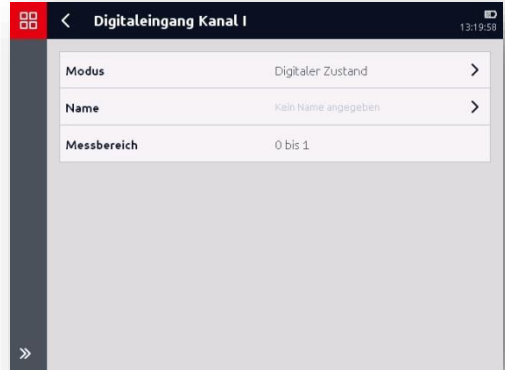 Digitaleingang Kanal I
13:19:58
Modus Digitaler Zustand
Name Kein Name angegeben
Messbereich 0 bis 1